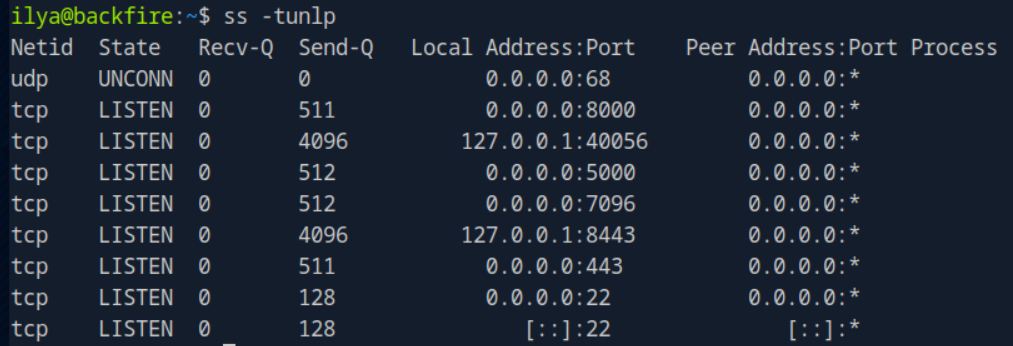 ilya@backfire:~$ ss -tunlp
Netid State Recv-Q Send-Q Local Address:Port Peer Address:Port Process
udp UNCONN 0 0 0.0.0.0:68 0.0.0.0:*
tcp LISTEN 0 511 0.0.0.0:8000 0.0.0.0:*
tcp LISTEN 0 4096 127.0.0.1:40056 0.0.0.0:*
tcp LISTEN 0 512 0.0.0.0:5000 0.0.0.0:*
tcp LISTEN 0 512 0.0.0.0:7096 0.0.0.0:*
tcp LISTEN 0 4096 127.0.0.1:8443 0.0.0.0:*
tcp LISTEN 0 511 0.0.0.0:443 0.0.0.0:*
tcp LISTEN 0 128 0.0.0.0:22 0.0.0.0:*
tcp LISTEN 0 128 [::]:22 [::]:*